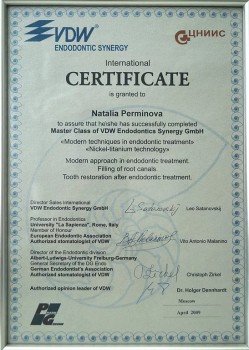 VDW
ENDODONTIC SYNERGY
ЦНИИС
International
CERTIFICATE
is granted to
Natalia Perminova
to assure that he/she has successfully completed
Master Class of VDW Endodontics Synergy GmbH
«Modern techniques in endodontic treatment»
«Nickel-titanium technology»
Modern approach in endodontic treatment.
Filling of root canals.
Tooth restoration after endodontic treatment.
Director Sales International
VDW Endodontic Synergy GmbH
Lesi Galanovskij
Professor in Endodontics
University "La Sapienza", Rome, Italy
Member of Honour
European Endodontic Association
Authorized stomatologist of VDW
Vito Antonio Malanino
Director of the Endodontic division
Albert-Ludwigs-University Freiburg-Germany
General Secretary of the DG Endo
German Endodontist's Association
Authorized stomatologist of VDW
Christoph Zirkel
Authorized opinion leader of VDW
Dr. Holger Dennhardt
Moscow
April 2009